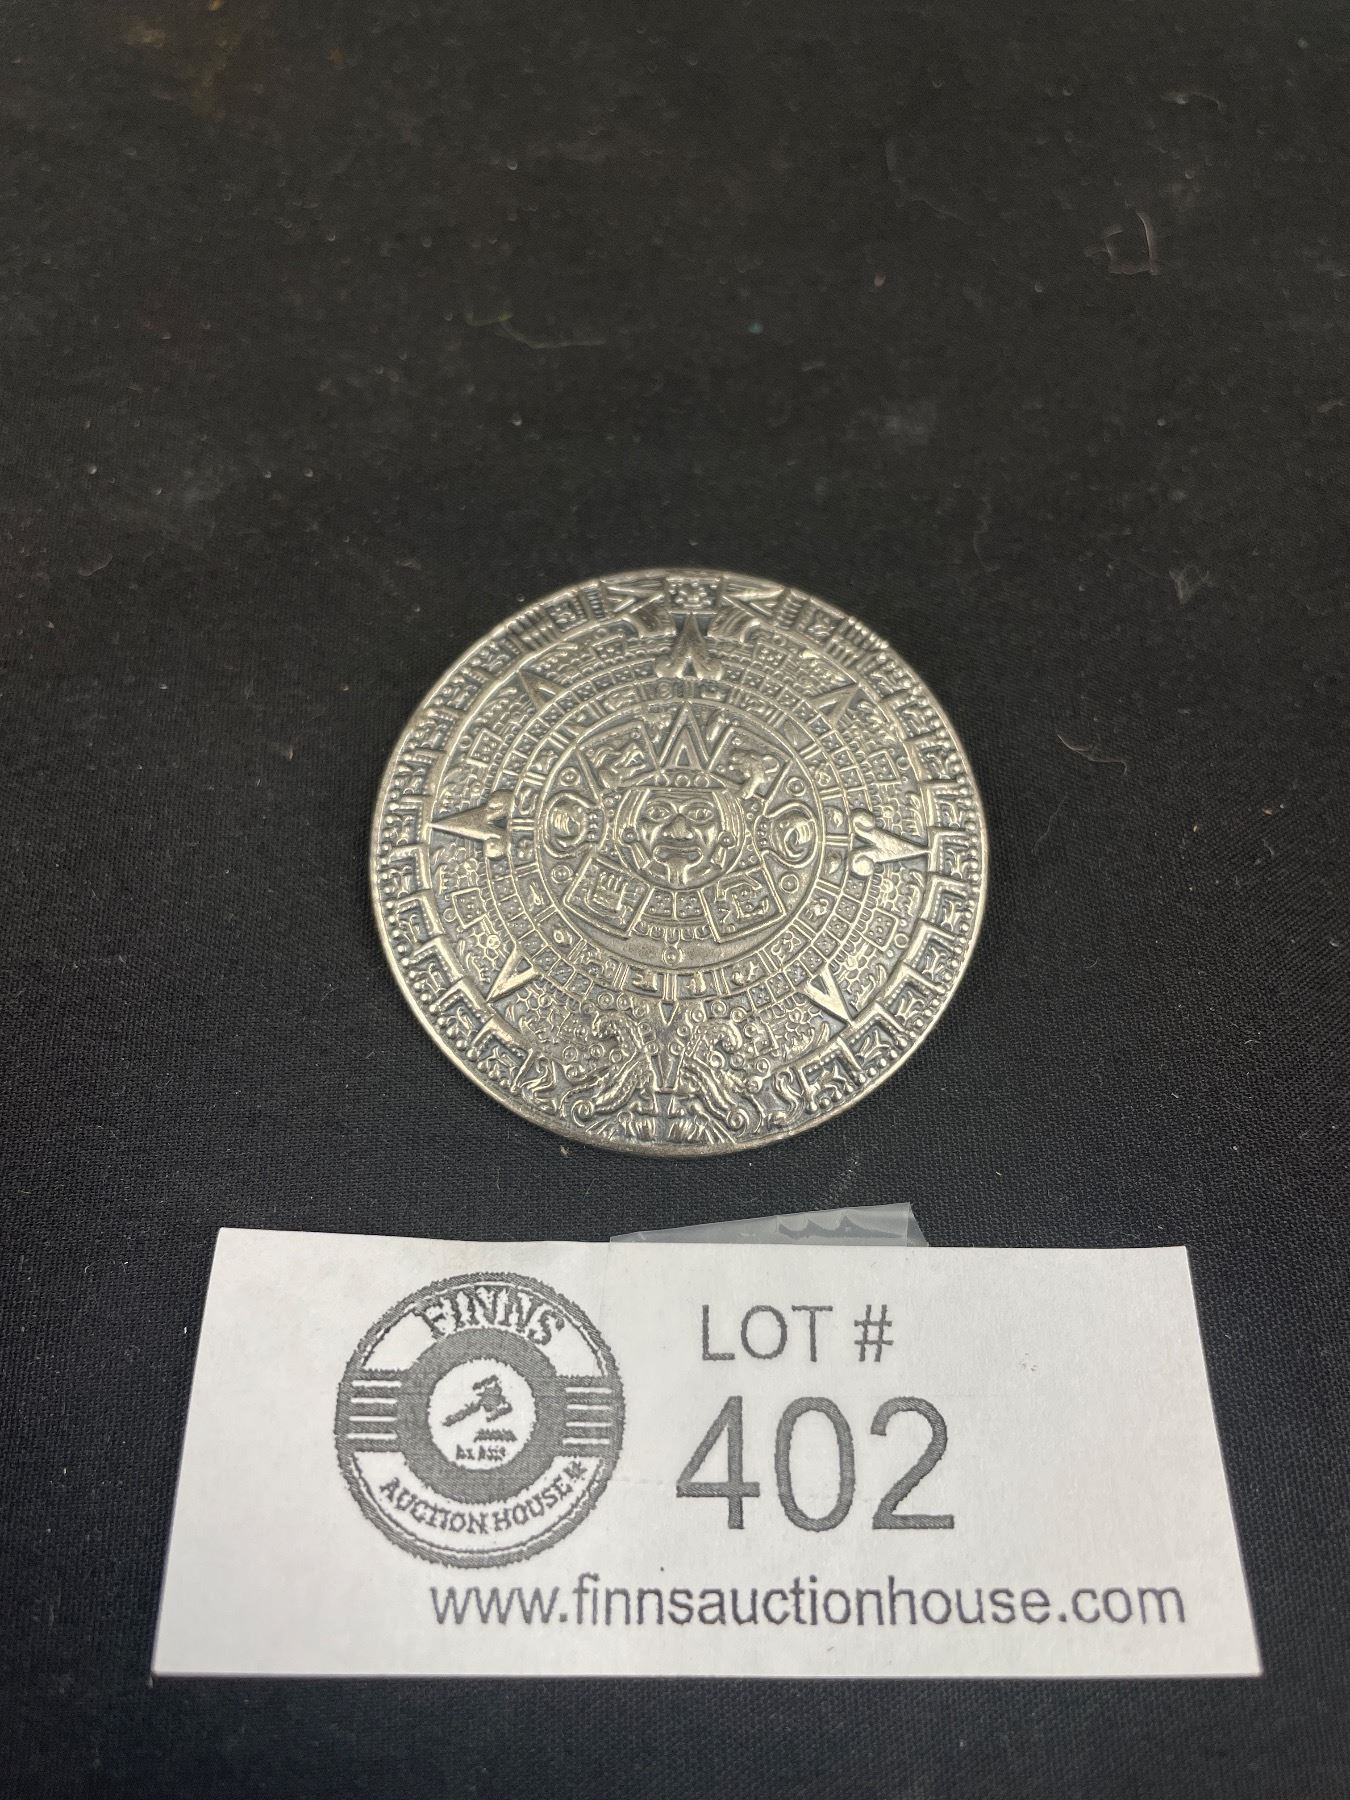 FINNS
AUCTION HOUSE
LOT #
402
www.finnsauctionhouse.com